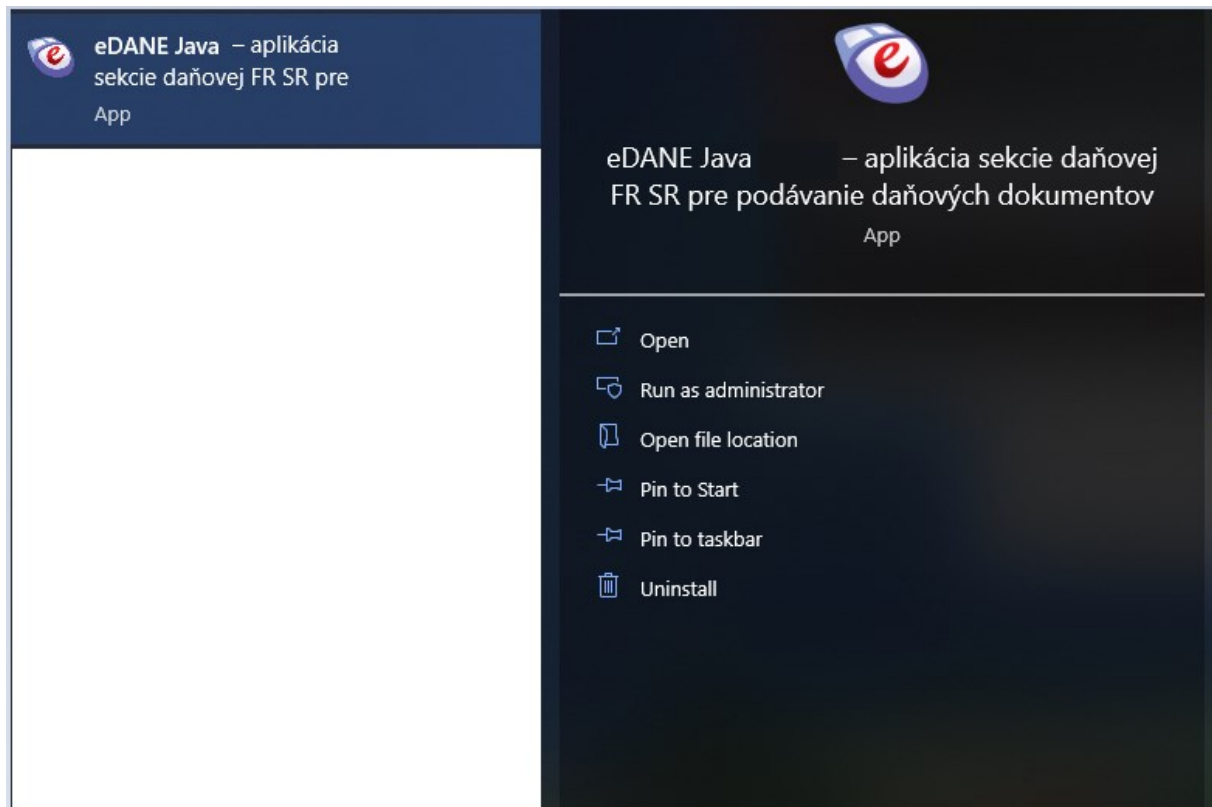 eDANE Java – aplikácia
sekcie daňovej FR SR pre
App
eDANE Java – aplikácia sekcie daňovej
FR SR pre podávanie daňových dokumentov
App
Open
Run as administrator
Open file location
Pin to Start
Pin to taskbar
Uninstall